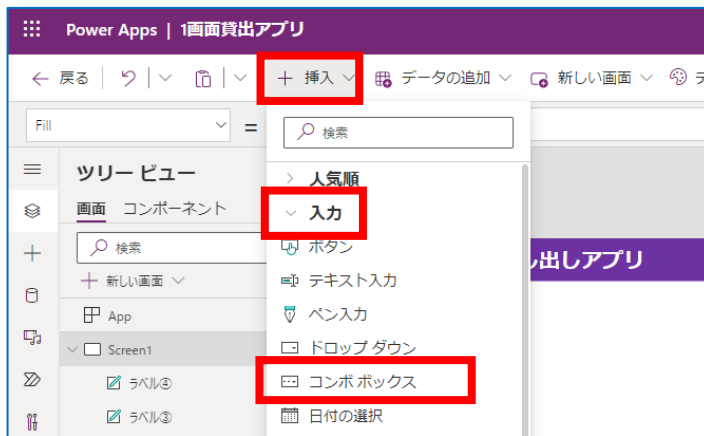 Power Apps | 1画面貸出アプリ
戻る 挿入 データの追加 新しい画面
Fill =
検索
ツリー ビュー
画面 コンポーネント
検索
新しい画面
App
Screen1
ラベル④
ラベル③
人気順
入力
ボタン
テキスト入力
ペン入力
ドロップ ダウン
コンボ ボックス
日付の選択
し出しアプリ